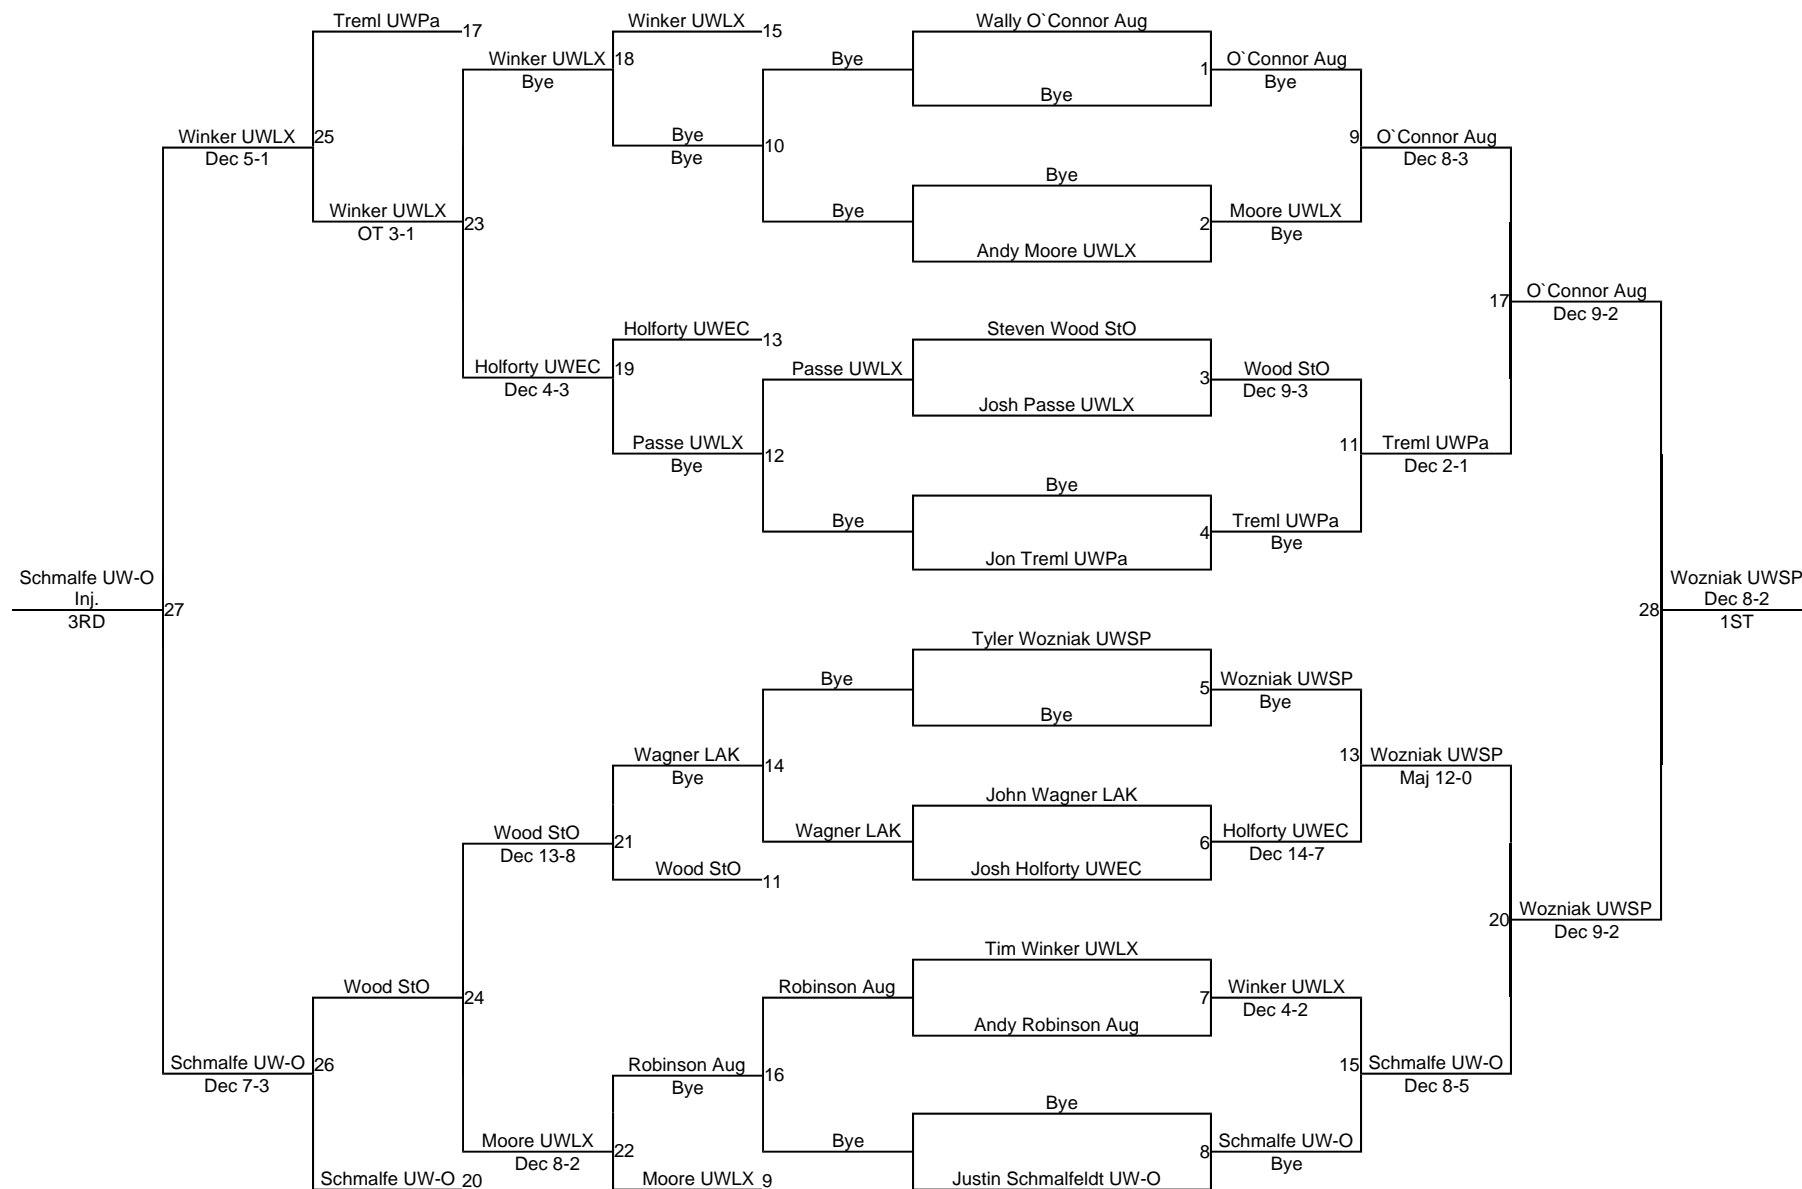 Treml UWPa
17
Winker UWLX
15
Wally O`Connor Aug
Winker UWLX
18
Bye
Bye
1
O`Connor Aug
Bye
Bye
Winker UWLX
25
Dec 5-1
Bye
10
Bye
9
O`Connor Aug
Dec 8-3
Bye
Winker UWLX
23
OT 3-1
Bye
2
Moore UWLX
Bye
Andy Moore UWLX
17
O`Connor Aug
Dec 9-2
Holforty UWEC
13
Steven Wood StO
Holforty UWEC
19
Dec 4-3
Passe UWLX
3
Wood StO
Dec 9-3
Josh Passe UWLX
Passe UWLX
12
Bye
11
Treml UWPa
Dec 2-1
Bye
Bye
4
Treml UWPa
Bye
Jon Treml UWPa
Schmalfe UW-O
Inj.
27
3RD
Wozniak UWSP
Dec 8-2
28
1ST
Tyler Wozniak UWSP
Bye
5
Wozniak UWSP
Bye
Bye
Wagner LAK
14
Bye
13
Wozniak UWSP
Maj 12-0
John Wagner LAK
Wood StO
21
Dec 13-8
Wagner LAK
6
Holforty UWEC
Dec 14-7
Josh Holforty UWEC
Wood StO
11
20
Wozniak UWSP
Dec 9-2
Tim Winker UWLX
Wood StO
24
Robinson Aug
7
Winker UWLX
Dec 4-2
Andy Robinson Aug
Schmalfe UW-O
26
Dec 7-3
Robinson Aug
16
Bye
15
Schmalfe UW-O
Dec 8-5
Bye
Moore UWLX
22
Dec 8-2
Bye
8
Schmalfe UW-O
Bye
Schmalfe UW-O
20
Moore UWLX
9
Justin Schmalfeldt UW-O